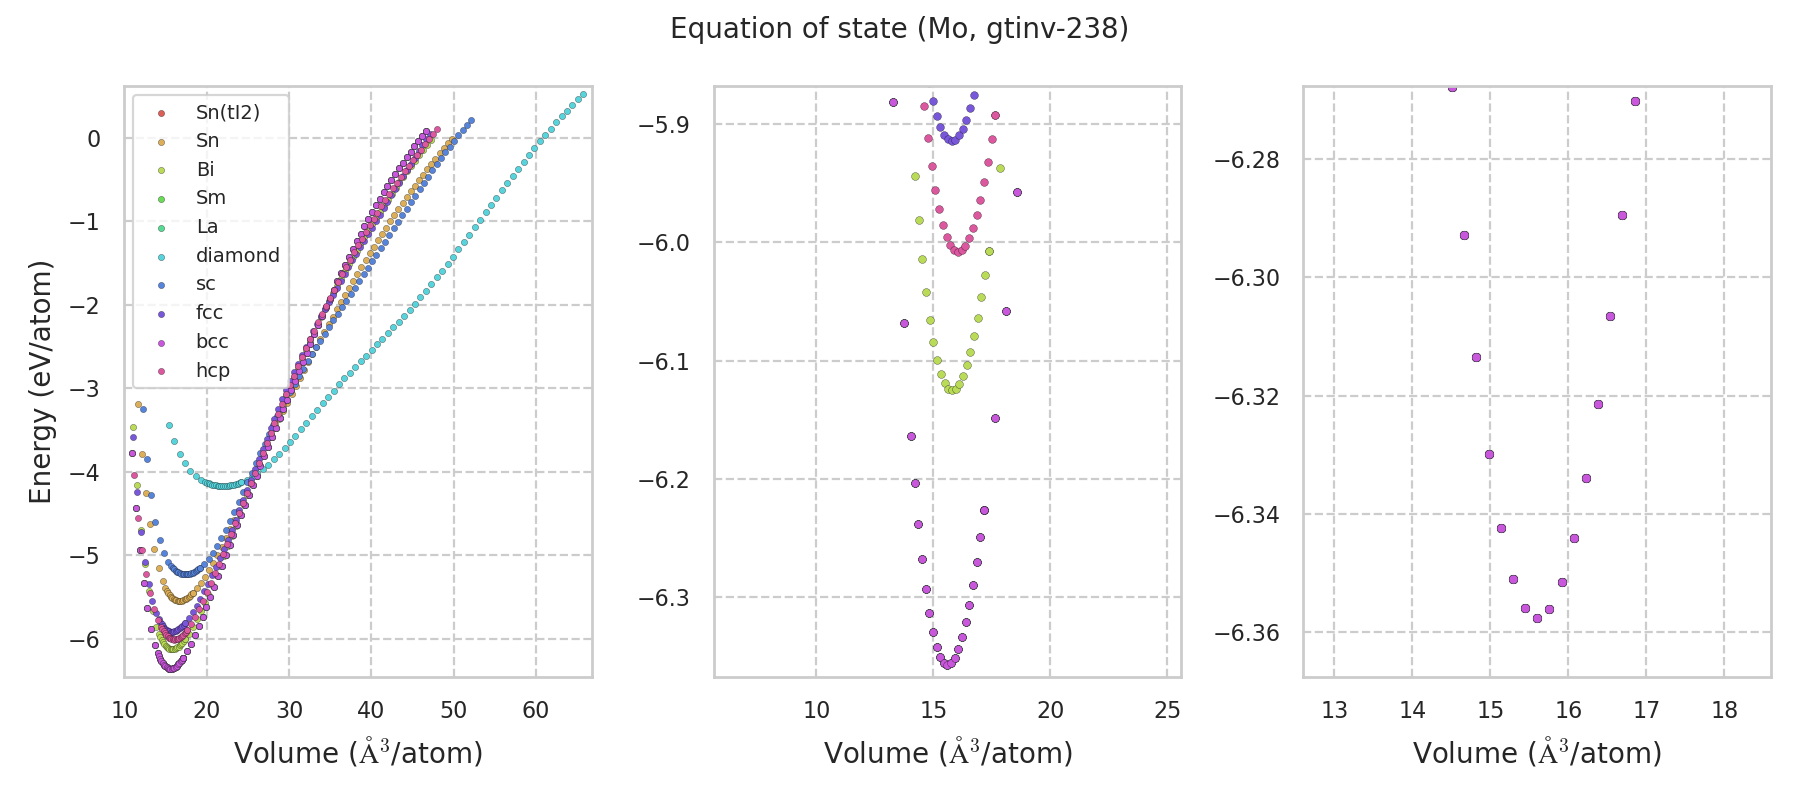 Equation of state (Mo, gtinv-238)
Energy (eV/atom)
0
−1
−2
−3
−4
−5
−6
Sn(tI2)
Sn
Bi
Sm
La
diamond
sc
fcc
bcc
hcp
10 20 30 40 50 60
Volume (Å³/atom)
−5.9
−6.0
−6.1
−6.2
−6.3
10 15 20 25
Volume (Å³/atom)
−6.28
−6.30
−6.32
−6.34
−6.36
13 14 15 16 17 18
Volume (Å³/atom)